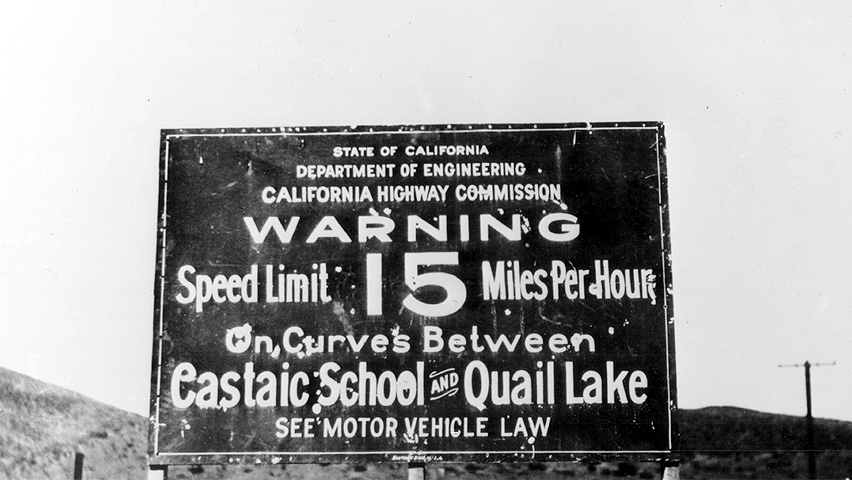 STATE OF CALIFORNIA
DEPARTMENT OF ENGINEERING
CALIFORNIA HIGHWAY COMMISSION
WARNING
Speed Limit 15 Miles Per Hour
On Curves Between
Castaic School AND Quail Lake
SEE MOTOR VEHICLE LAW